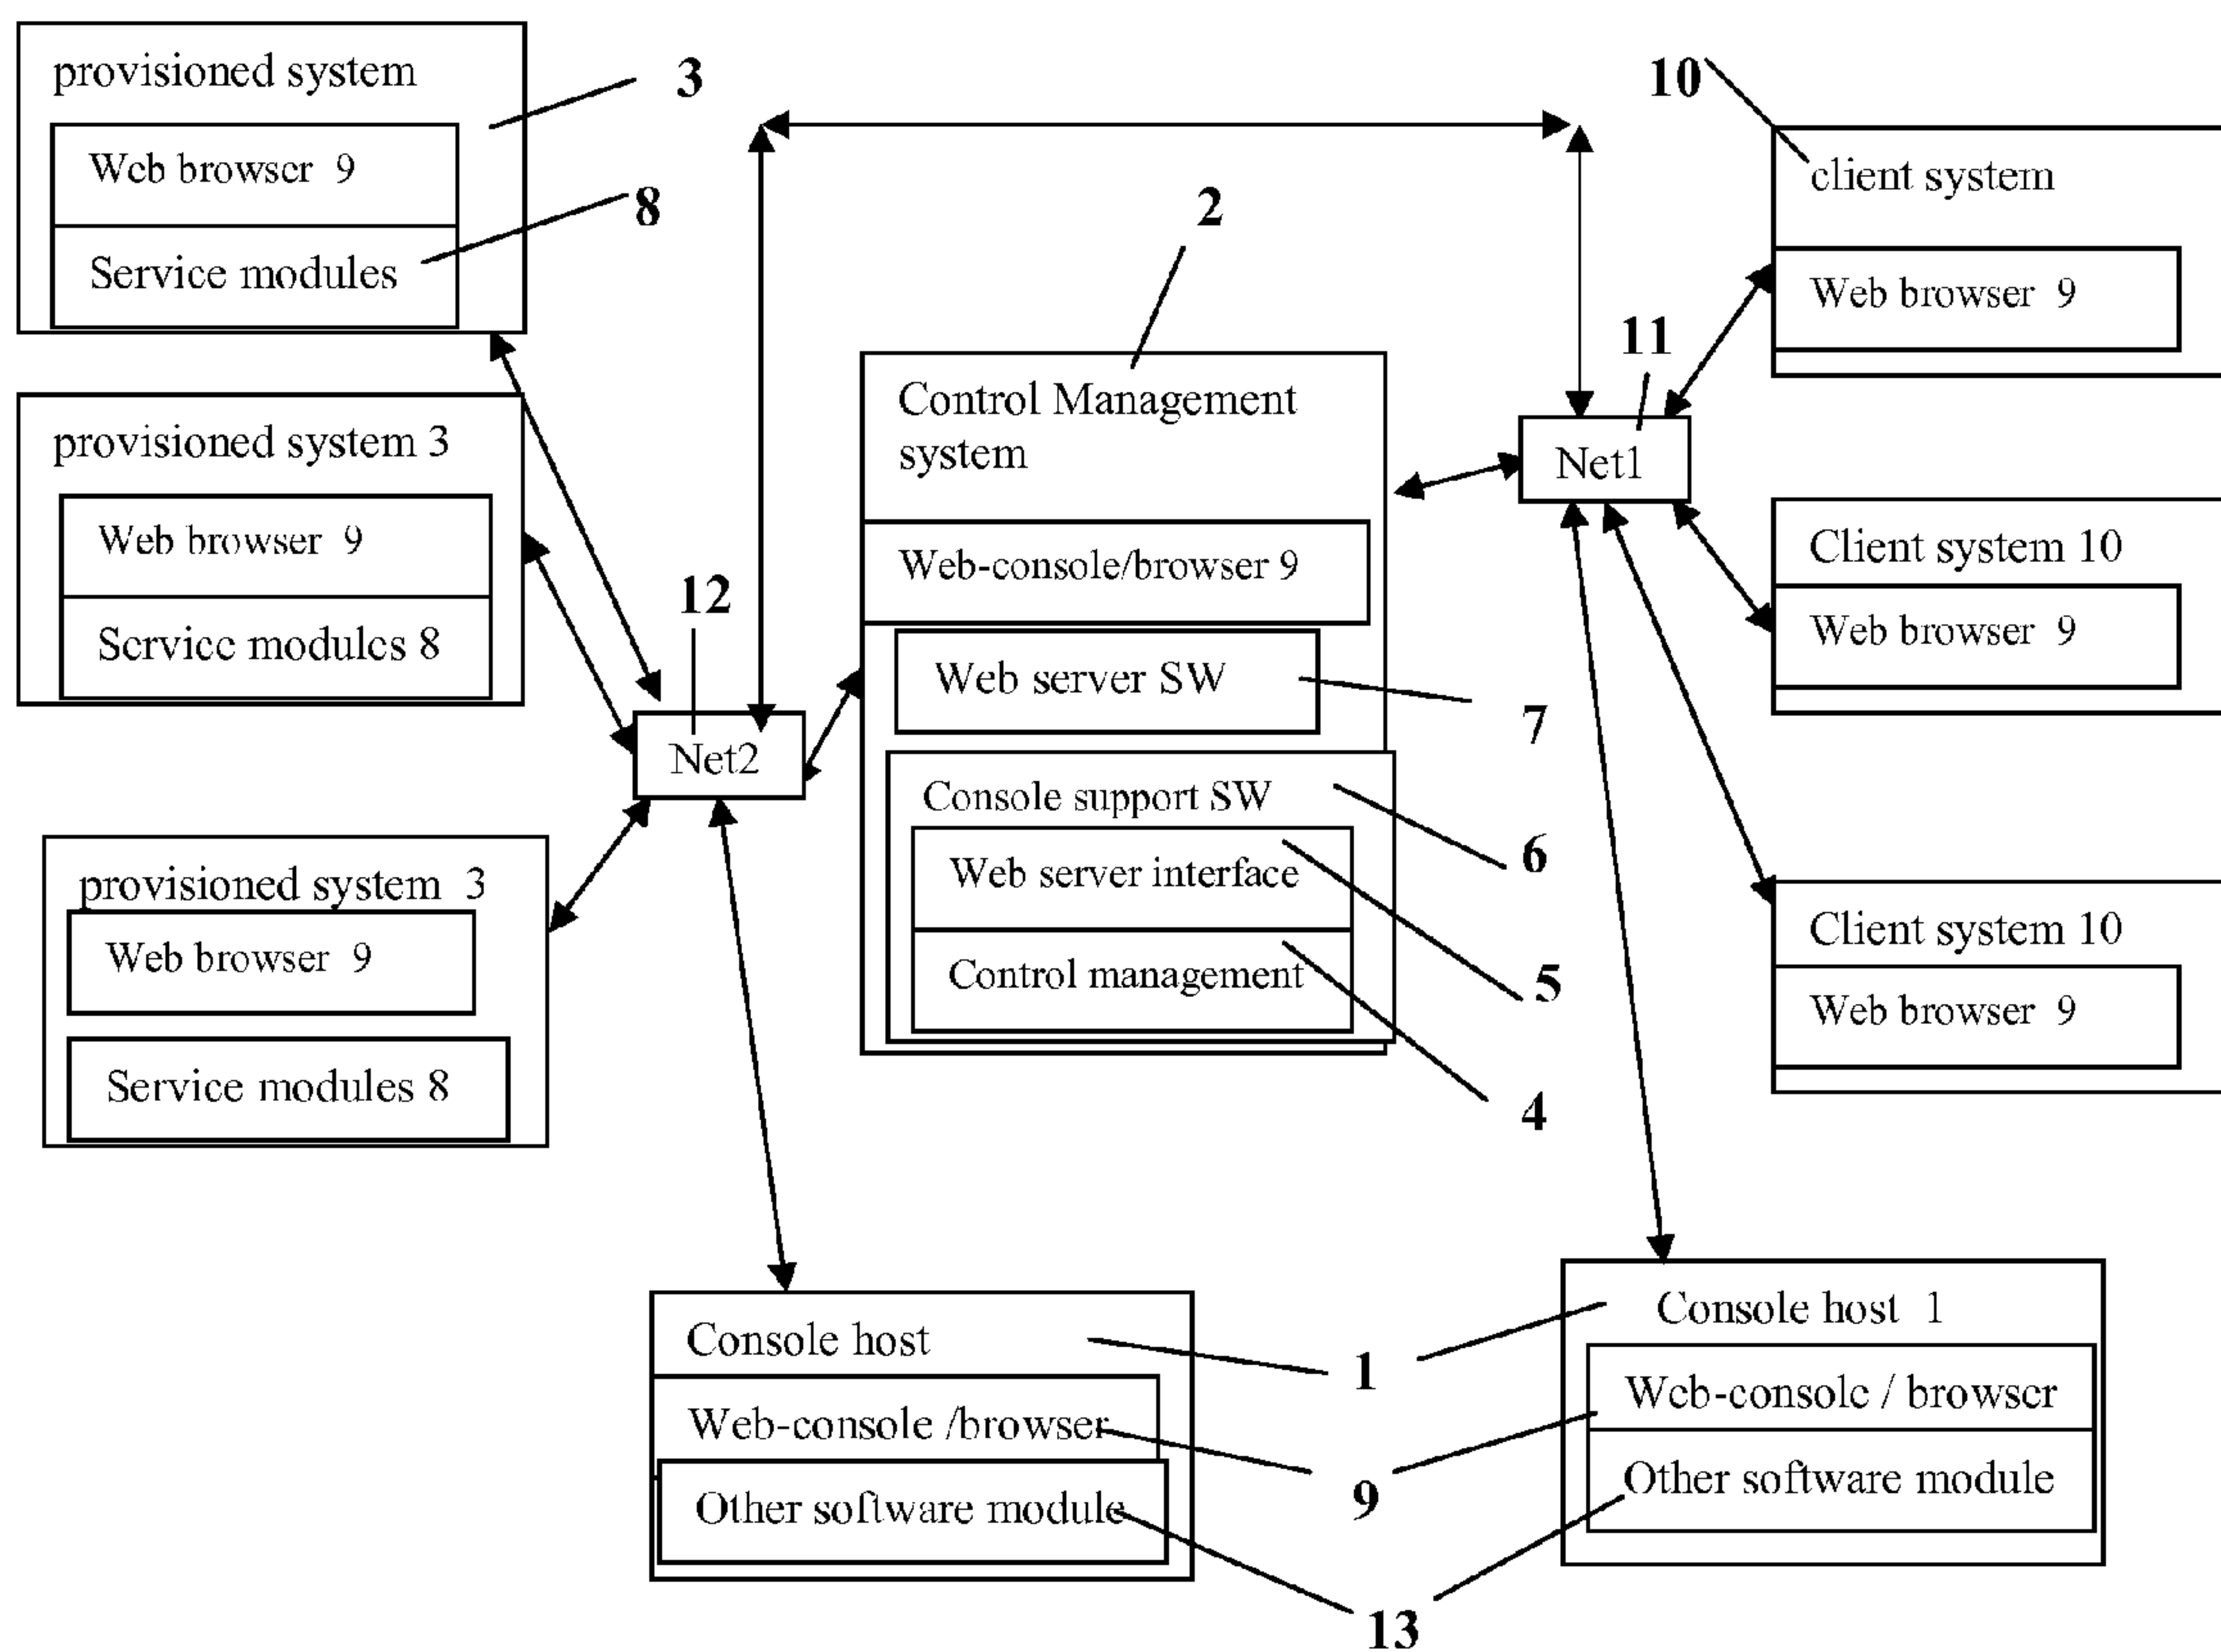 provisioned system
3
Web browser 9
8
Service modules
provisioned system 3
Web browser 9
Service modules 8
provisioned system 3
Web browser 9
Service modules 8
12
Net2
2
Control Management
system
Web-console/browser 9
Web server SW
7
Console support SW
6
Web server interface
5
Control management
4
10
client system
Web browser 9
11
Net1
Client system 10
Web browser 9
Client system 10
Web browser 9
Console host
1
Web-console /browser
9
Other software module
13
Console host 1
Web-console / browser
Other software module